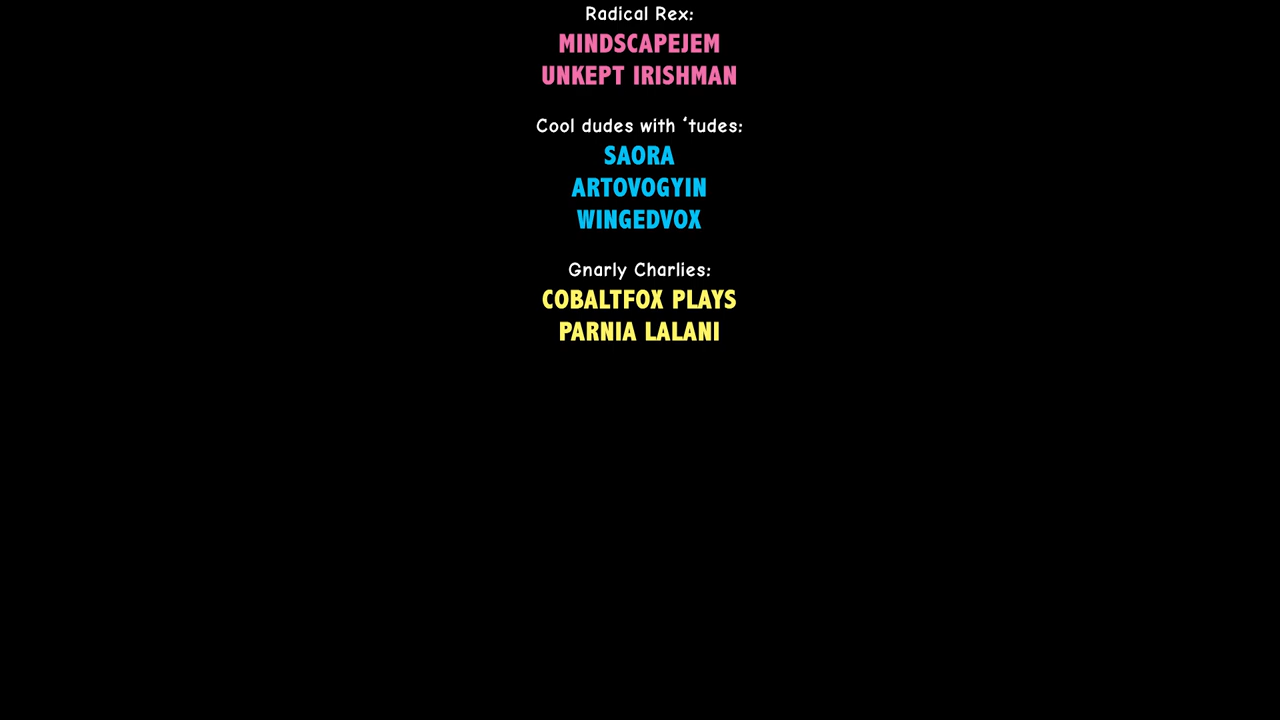 Radical Rex:
MINDSCAPEJEM
UNKEPT IRISHMAN
Cool dudes with ‘tudes:
SAORA
ARTOVOGYIN
WINGEDVOX
Gnarly Charlies:
COBALTFOX PLAYS
PARNIA LALANI